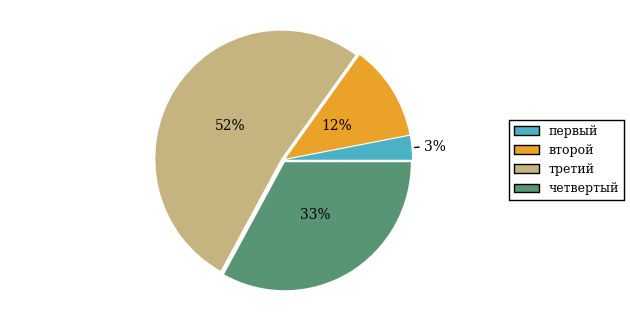 52%
12%
3%
33%
первый
второй
третий
четвертый